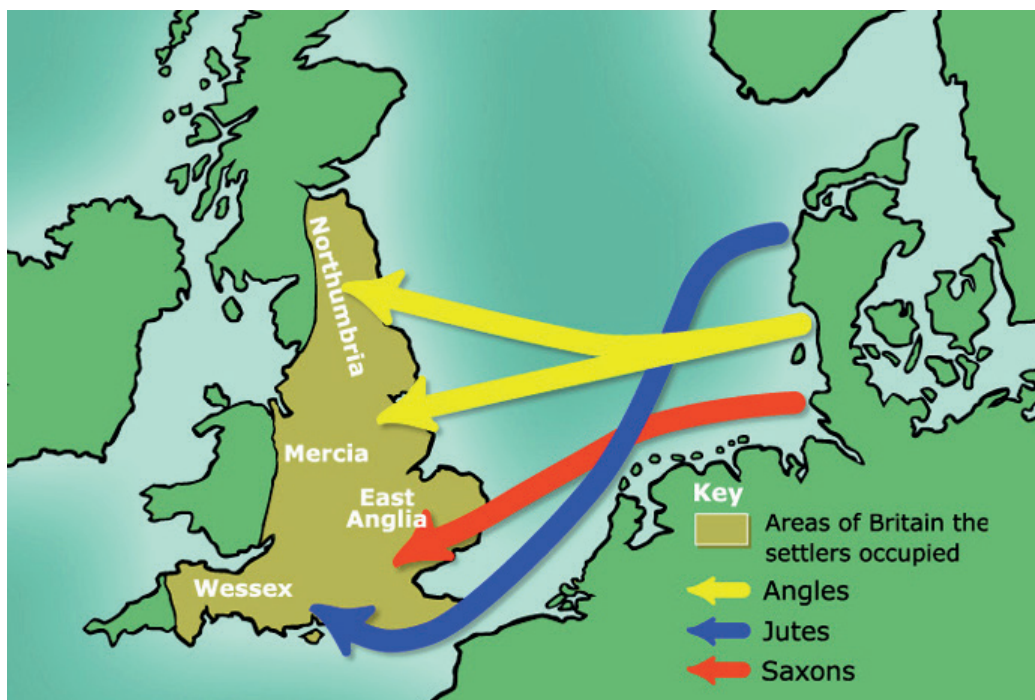 Northumbria
Mercia
East
Anglia
Wessex
Key
Areas of Britain the
settlers occupied
Angles
Jutes
Saxons